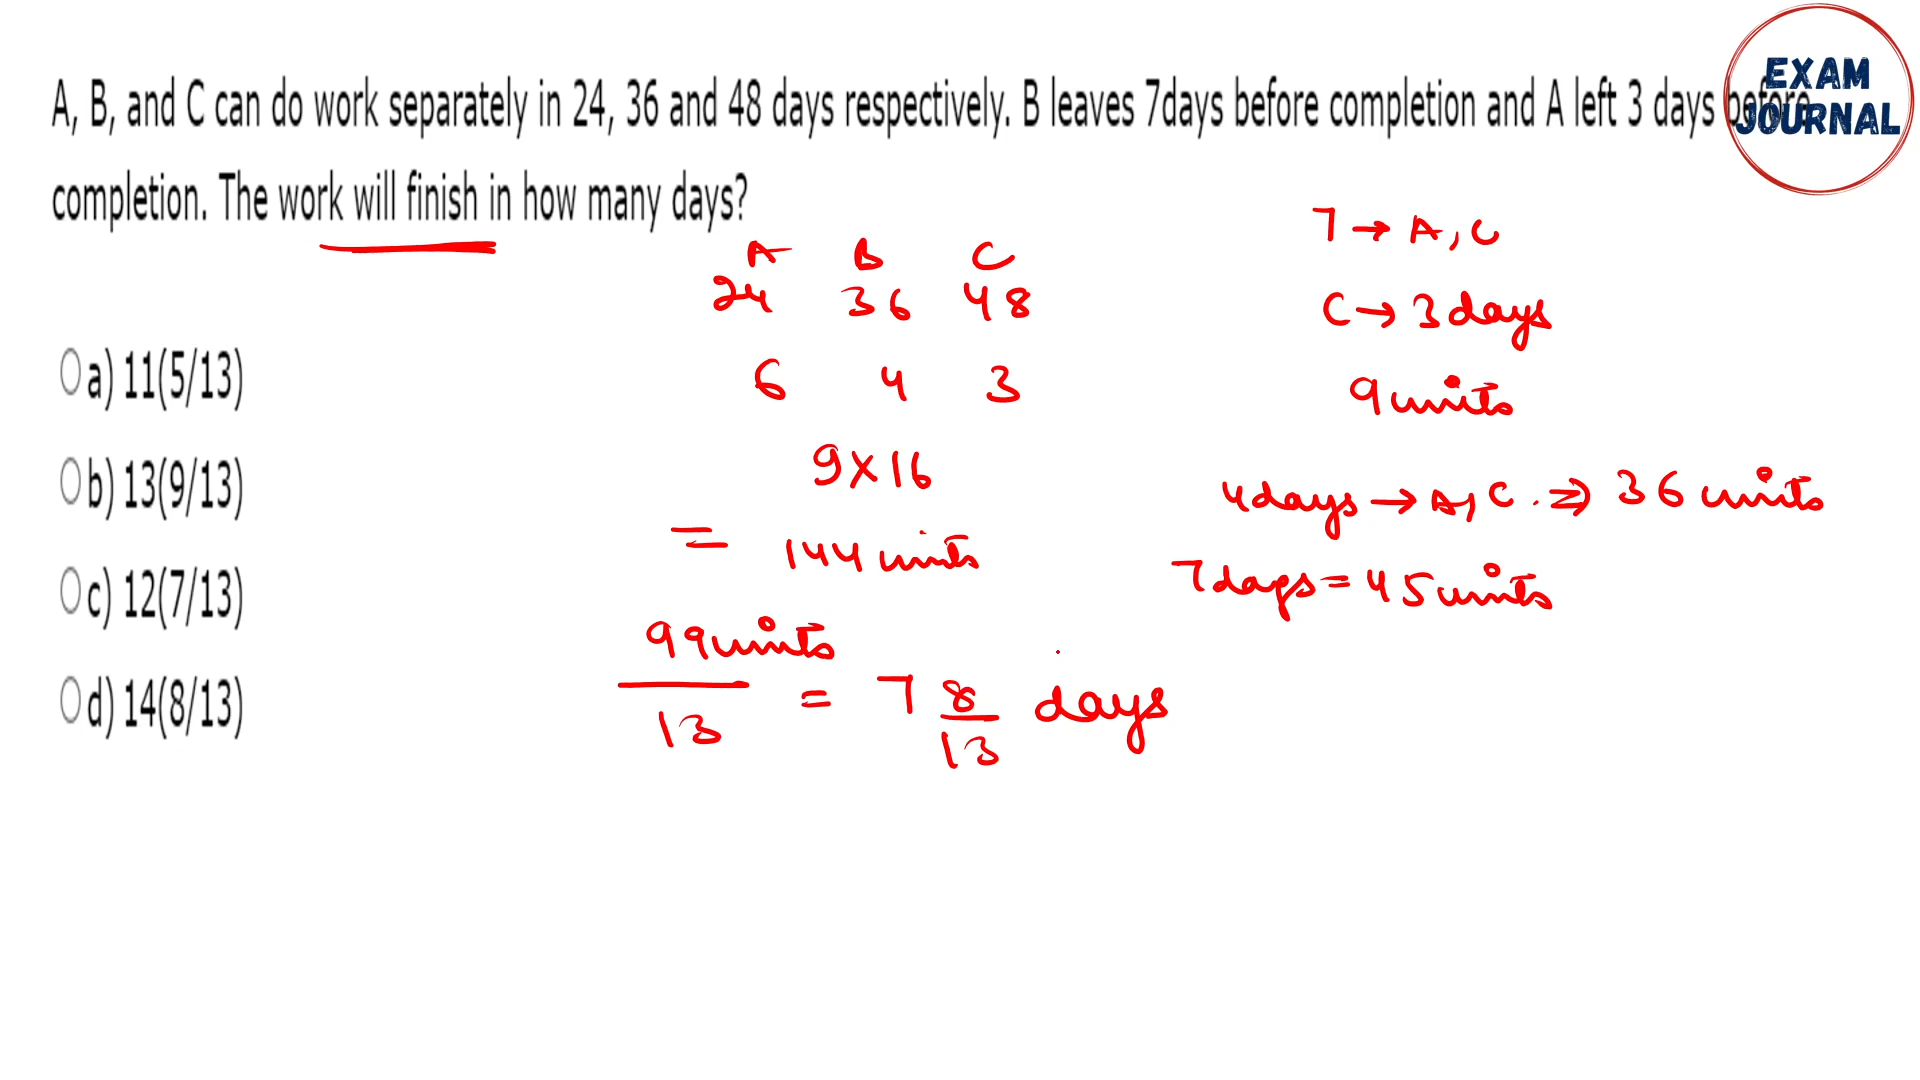 A, B, and C can do work separately in 24, 36 and 48 days respectively. B leaves 7days before completion and A left 3 days before
completion. The work will finish in how many days?
EXAM
JOURNAL
A B C
24 36 48
6 4 3
9 x 16
= 144 units
99 units
13
= 7 8/13 days
7 → A, C
C → 3 days
9 units
4 days → A, C. ⇒ 36 units
7 days = 45 units
a) 11(5/13)
b) 13(9/13)
c) 12(7/13)
d) 14(8/13)